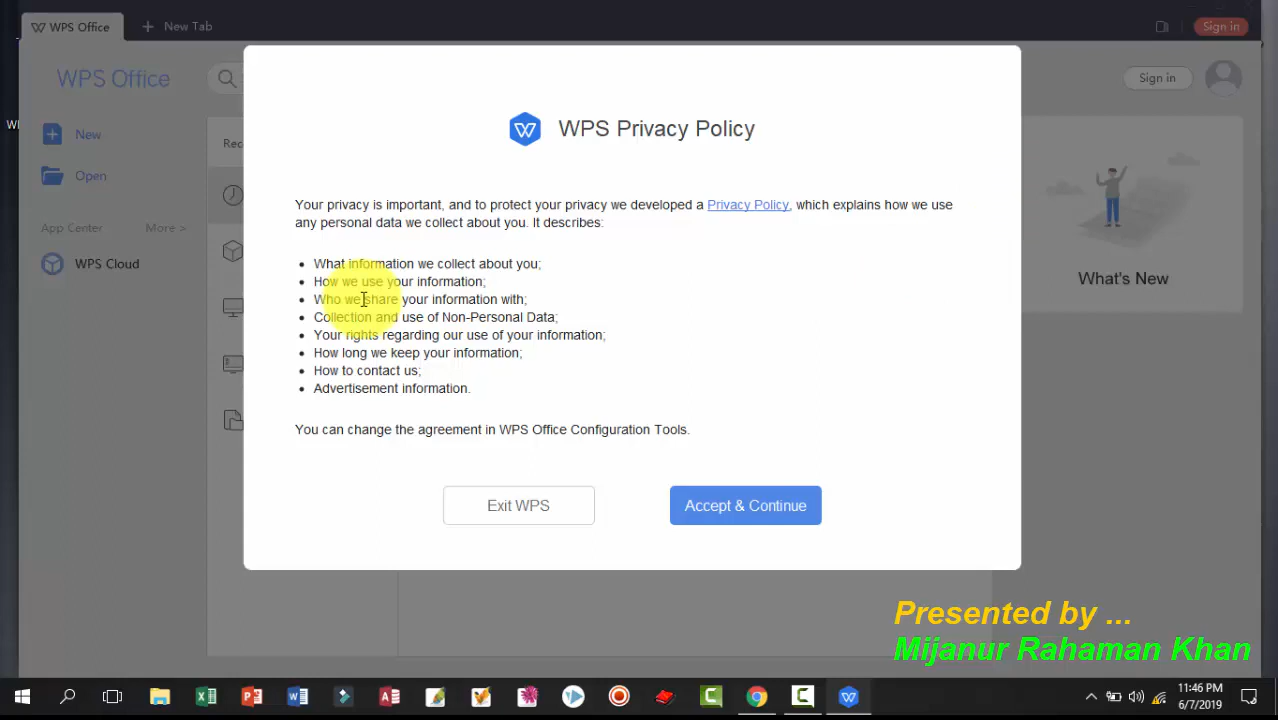 WPS Office
New Tab
Sign in
WPS Office
Sign in
New
Open
App Center
More >
WPS Cloud
What's New
WPS Privacy Policy
Your privacy is important, and to protect your privacy we developed a Privacy Policy, which explains how we use
any personal data we collect about you. It describes:
• What information we collect about you;
• How we use your information;
• Who we share your information with;
• Collection and use of Non-Personal Data;
• Your rights regarding our use of your information;
• How long we keep your information;
• How to contact us;
• Advertisement information.
You can change the agreement in WPS Office Configuration Tools.
Exit WPS
Accept & Continue
Presented by ...
Mijanur Rahaman Khan
11:46 PM
6/7/2019